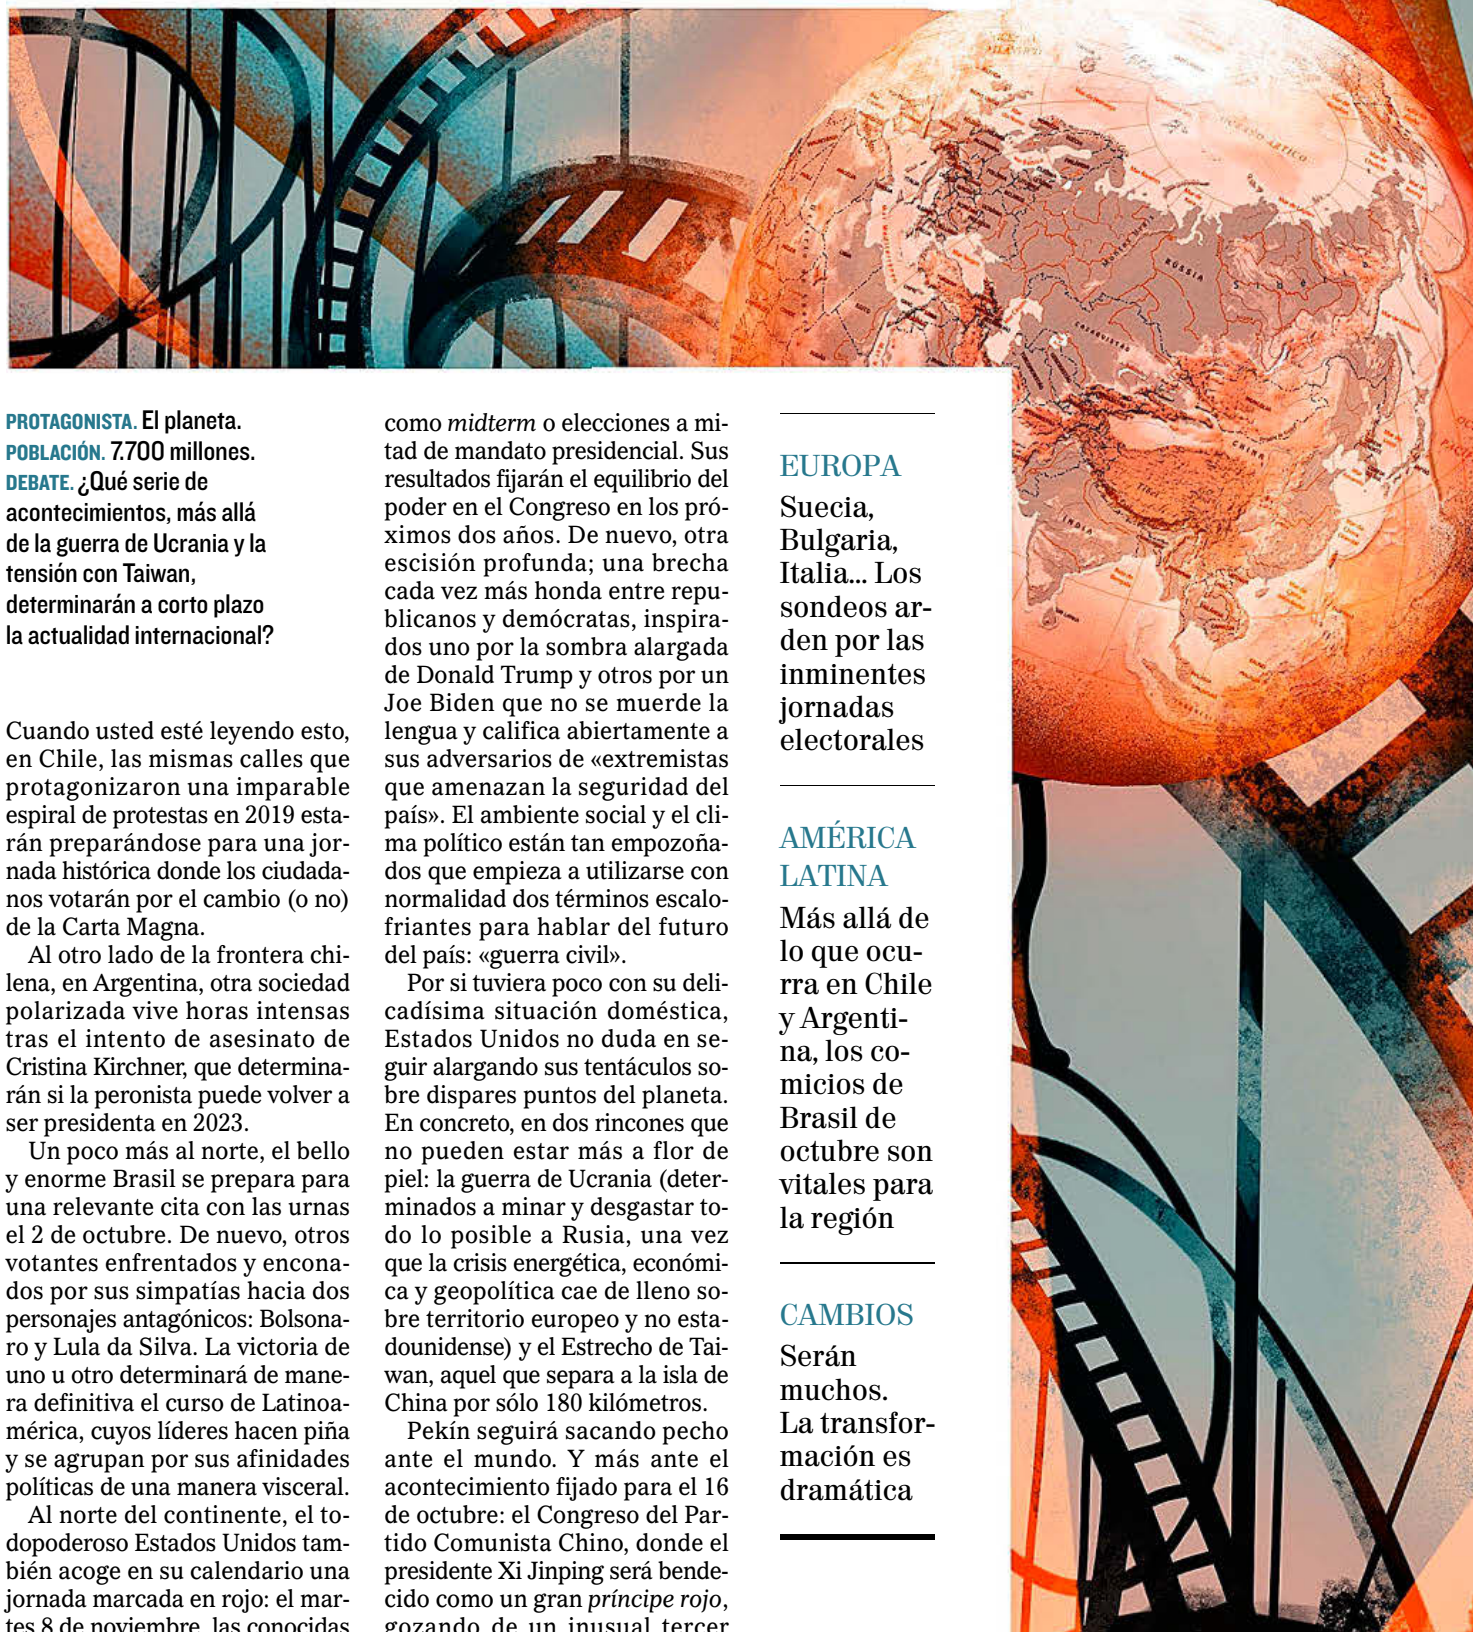 PROTAGONISTA. El planeta.
POBLACIÓN. 7.700 millones.
DEBATE. ¿Qué serie de
acontecimientos, más allá
de la guerra de Ucrania y la
tensión con Taiwan,
determinarán a corto plazo
la actualidad internacional?
Cuando usted esté leyendo esto,
en Chile, las mismas calles que
protagonizaron una imparable
espiral de protestas en 2019 esta-
rán preparándose para una jor-
nada histórica donde los ciudada-
nos votarán por el cambio (o no)
de la Carta Magna.
Al otro lado de la frontera chi-
lena, en Argentina, otra sociedad
polarizada vive horas intensas
tras el intento de asesinato de
Cristina Kirchner, que determina-
rán si la peronista puede volver a
ser presidenta en 2023.
Un poco más al norte, el bello
y enorme Brasil se prepara para
una relevante cita con las urnas
el 2 de octubre. De nuevo, otros
votantes enfrentados y encona-
dos por sus simpatías hacia dos
personajes antagónicos: Bolsona-
ro y Lula da Silva. La victoria de
uno u otro determinará de mane-
ra definitiva el curso de Latinoa-
mérica, cuyos líderes hacen piña
y se agrupan por sus afinidades
políticas de una manera visceral.
Al norte del continente, el to-
dopoderoso Estados Unidos tam-
bién acoge en su calendario una
jornada marcada en rojo: el mar-
tes 8 de noviembre, las conocidas
como midterm o elecciones a mi-
tad de mandato presidencial. Sus
resultados fijarán el equilibrio del
poder en el Congreso en los pró-
ximos dos años. De nuevo, otra
escisión profunda; una brecha
cada vez más honda entre repu-
blicanos y demócratas, inspira-
dos uno por la sombra alargada
de Donald Trump y otros por un
Joe Biden que no se muerde la
lengua y califica abiertamente a
sus adversarios de «extremistas
que amenazan la seguridad del
país». El ambiente social y el cli-
ma político están tan empozoña-
dos que empieza a utilizarse con
normalidad dos términos escalo-
friantes para hablar del futuro
del país: «guerra civil».
Por si tuviera poco con su deli-
cadísima situación doméstica,
Estados Unidos no duda en se-
guir alargando sus tentáculos so-
bre dispares puntos del planeta.
En concreto, en dos rincones que
no pueden estar más a flor de
piel: la guerra de Ucrania (deter-
minados a minar y desgastar to-
do lo posible a Rusia, una vez
que la crisis energética, económi-
ca y geopolítica cae de lleno so-
bre territorio europeo y no esta-
dounidense) y el Estrecho de Tai-
wan, aquel que separa a la isla de
China por sólo 180 kilómetros.
Pekín seguirá sacando pecho
ante el mundo. Y más ante el
acontecimiento fijado para el 16
de octubre: el Congreso del Par-
tido Comunista Chino, donde el
presidente Xi Jinping será bende-
cido como un gran príncipe rojo,
gozando de un inusual tercer
EUROPA
Suecia,
Bulgaria,
Italia... Los
sondeos ar-
den por las
inminentes
jornadas
electorales
AMÉRICA
LATINA
Más allá de
lo que ocu-
rra en Chile
y Argenti-
na, los co-
micios de
Brasil de
octubre son
vitales para
la región
CAMBIOS
Serán
muchos.
La transfor-
mación es
dramática
OCEANO ARTICO
RÚSSIA
CAZAQUISTÃO
CHINA
Tibet
ÍNDIA